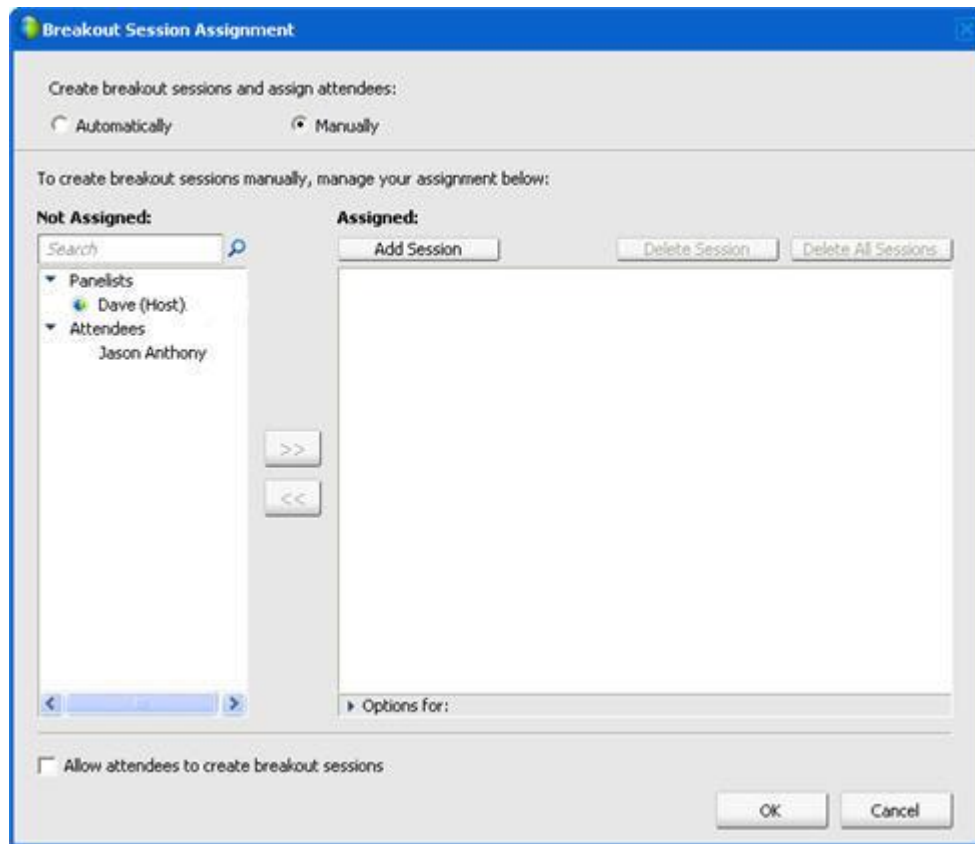 Breakout Session Assignment
Create breakout sessions and assign attendees:
Automatically Manually
To create breakout sessions manually, manage your assignment below:
Not Assigned: Assigned:
Search Add Session Delete Session Delete All Sessions
Panelists
Dave (Host)
Attendees
Jason Anthony
>>
<<
Options for:
Allow attendees to create breakout sessions
OK Cancel